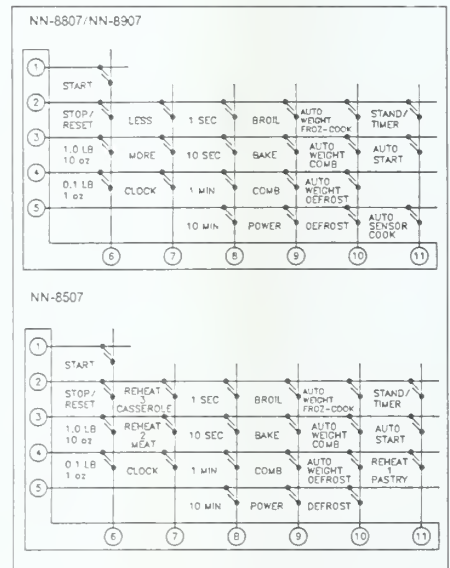 NN-8807/NN-8907
1
START
2
STOP/ LESS 1 SEC BROIL AUTO STAND/
RESET WEIGHT TIMER
FROZ-COOK
3
1.0 LB MORE 10 SEC BAKE AUTO AUTO
10 oz WEIGHT START
COMB
4
0.1 LB CLOCK 1 MIN COMB AUTO
1 oz WEIGHT
DEFROST
5
10 MIN POWER DEFROST AUTO
SENSOR
COOK
6 7 8 9 10 11
NN-8507
1
START
2
STOP/ REHEAT 1 SEC BROIL AUTO STAND/
RESET 3 WEIGHT TIMER
CASSEROLE FROZ-COOK
3
1.0 LB REHEAT 10 SEC BAKE AUTO AUTO
10 oz 2 WEIGHT START
MEAT COMB
4
0.1 LB CLOCK 1 MIN COMB AUTO REHEAT
1 oz WEIGHT 1
DEFROST PASTRY
5
10 MIN POWER DEFROST
6 7 8 9 10 11